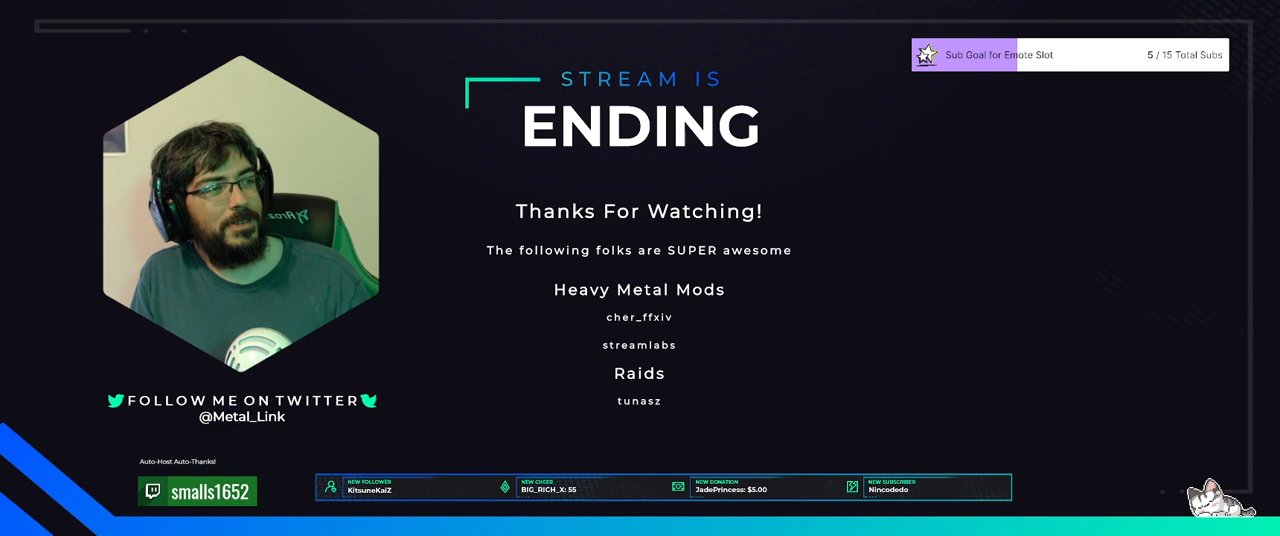 Sub Goal for Emote Slot
5 / 15 Total Subs
STREAM IS
ENDING
Thanks For Watching!
The following folks are SUPER awesome
Heavy Metal Mods
cher_ffxiv
streamlabs
Raids
tunasz
FOLLOW ME ON TWITTER
@Metal_Link
Auto-Host Auto-Thanks!
smalls1652
NEW FOLLOWER
KitsuneKaiZ
NEW CHEER
BIG_RICH_X: 55
NEW DONATION
JadePrincess: $5.00
NEW SUBSCRIBER
Nincodedo